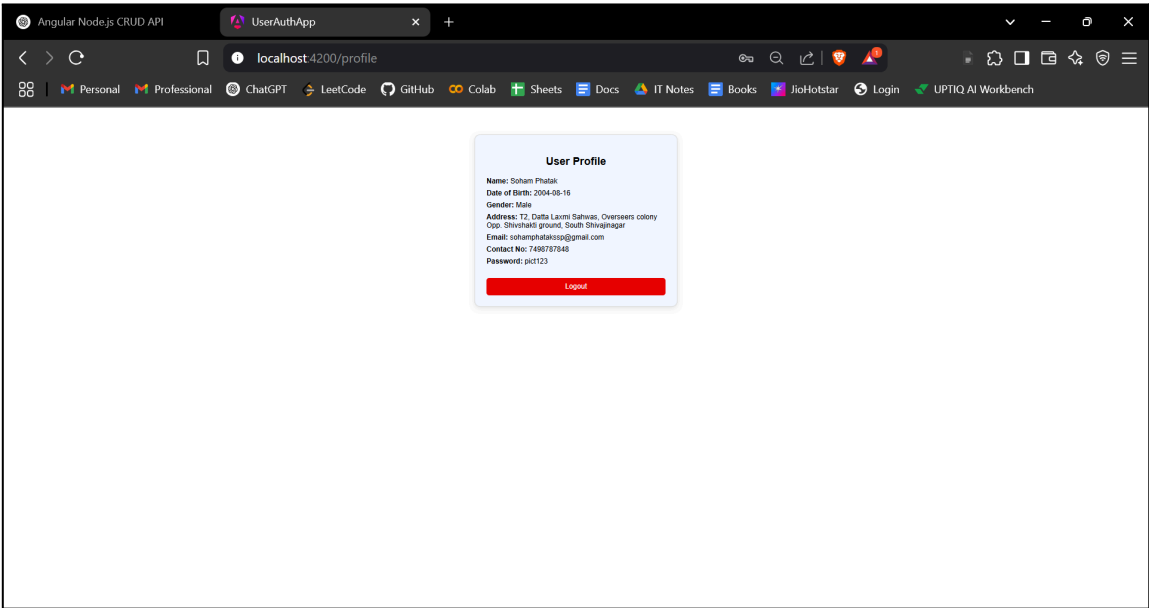 Angular Node.js CRUD API
UserAuthApp
localhost:4200/profile
1
Personal
Professional
ChatGPT
LeetCode
GitHub
Colab
Sheets
Docs
IT Notes
Books
JioHotstar
Login
UPTIQ AI Workbench
User Profile
Name: Soham Phatak
Date of Birth: 2004-08-16
Gender: Male
Address: T2, Datta Laxmi Sahwas, Overseers colony
Opp. Shivshakti ground, South Shivajinagar
Email: sohamphatakssp@gmail.com
Contact No: 7498787848
Password: pict123
Logout